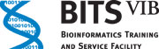 BITS VIB
BIOINFORMATICS TRAINING
AND SERVICE FACILITY